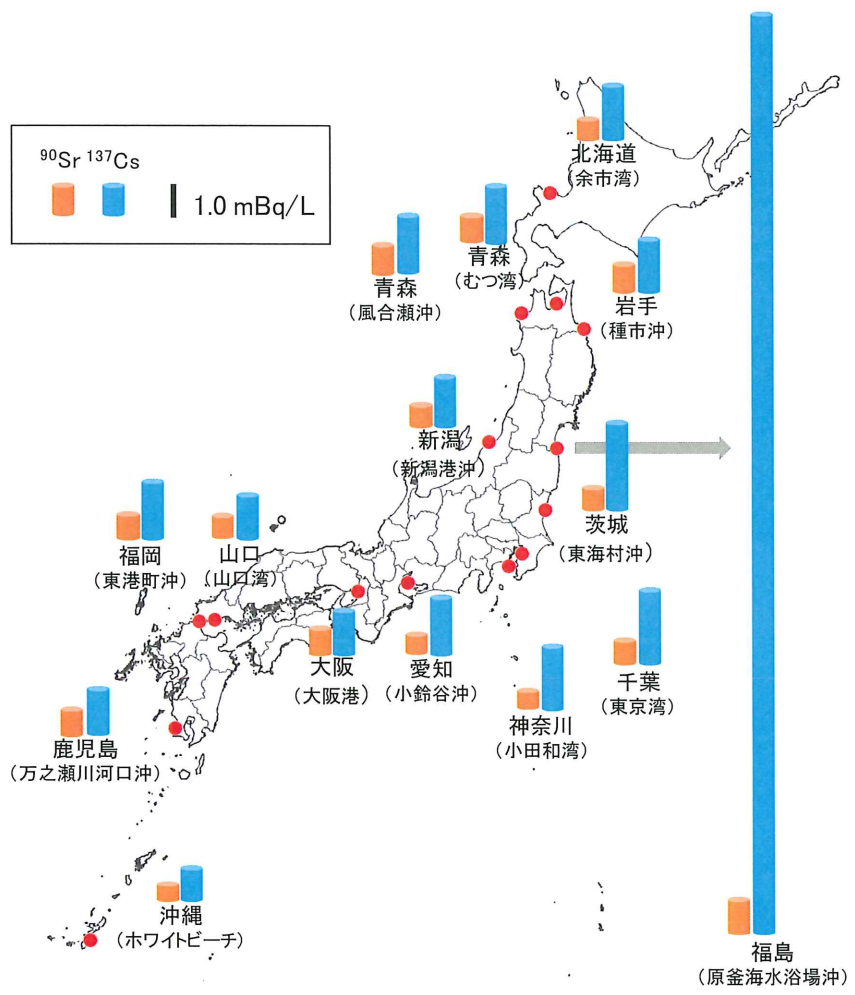 ⁹⁰Sr ¹³⁷Cs
1.0 mBq/L
北海道
(余市湾)
青森
(むつ湾)
青森
(風合瀬沖)
岩手
(種市沖)
新潟
(新潟港沖)
茨城
(東海村沖)
福岡
(東港町沖)
山口
(山口湾)
大阪
(大阪港)
愛知
(小鈴谷沖)
千葉
(東京湾)
神奈川
(小田和湾)
鹿児島
(万之瀬川河口沖)
沖縄
(ホワイトビーチ)
福島
(原釜海水浴場沖)